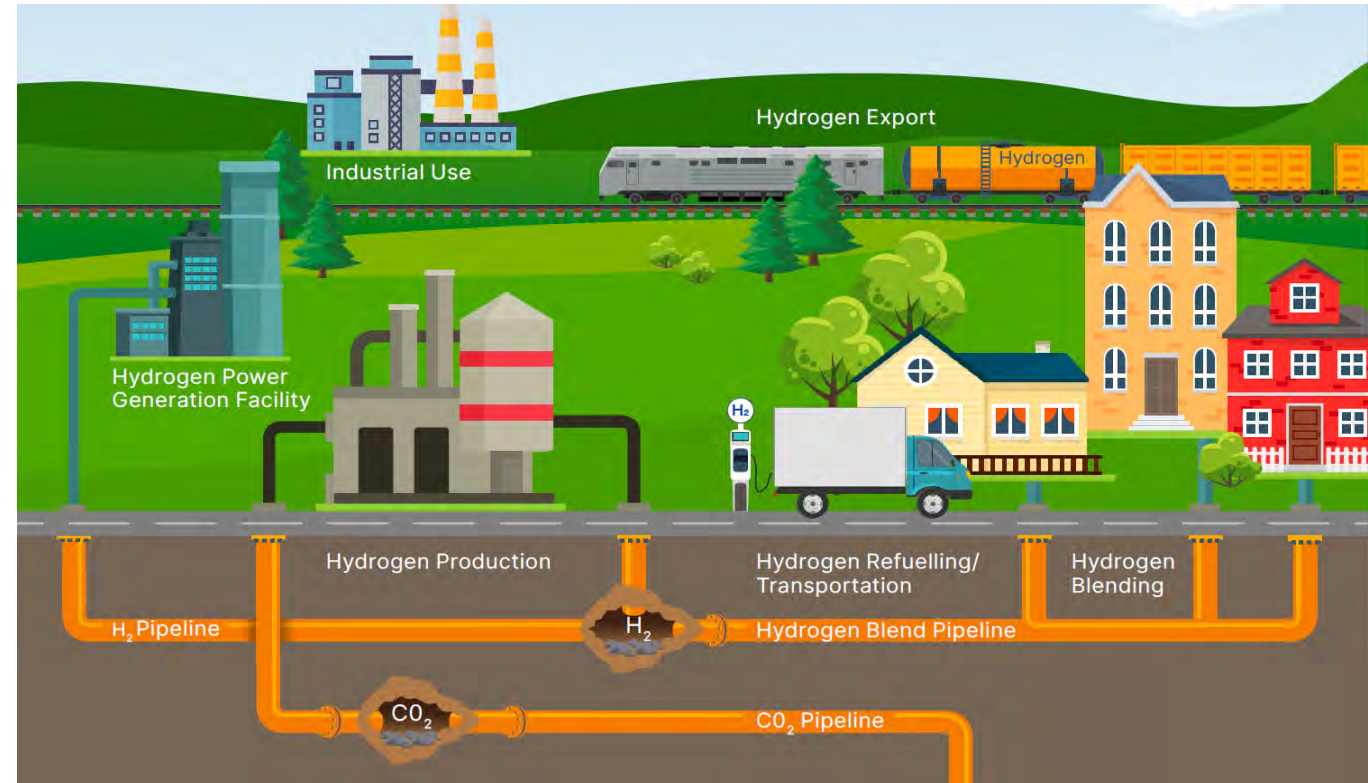 Hydrogen Export
Hydrogen
Industrial Use
Hydrogen Power
Generation Facility
H₂
Hydrogen Production
Hydrogen Refuelling/
Transportation
Hydrogen
Blending
H₂ Pipeline
H₂
Hydrogen Blend Pipeline
C0₂
C0₂ Pipeline